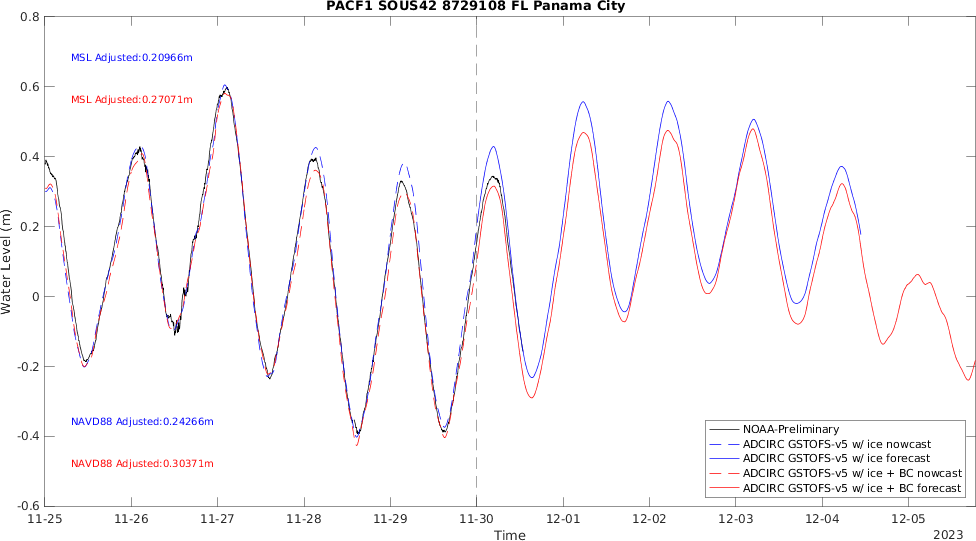 PACF1 SOUS42 8729108 FL Panama City
0.8
0.6
0.4
0.2
0
-0.2
-0.4
-0.6
Water Level (m)
MSL Adjusted:0.20966m
MSL Adjusted:0.27071m
NAVD88 Adjusted:0.24266m
NAVD88 Adjusted:0.30371m
NOAA-Preliminary
ADCIRC GSTOFS-v5 w/ ice nowcast
ADCIRC GSTOFS-v5 w/ ice forecast
ADCIRC GSTOFS-v5 w/ ice + BC nowcast
ADCIRC GSTOFS-v5 w/ ice + BC forecast
11-25 11-26 11-27 11-28 11-29 11-30 12-01 12-02 12-03 12-04 12-05
Time
2023